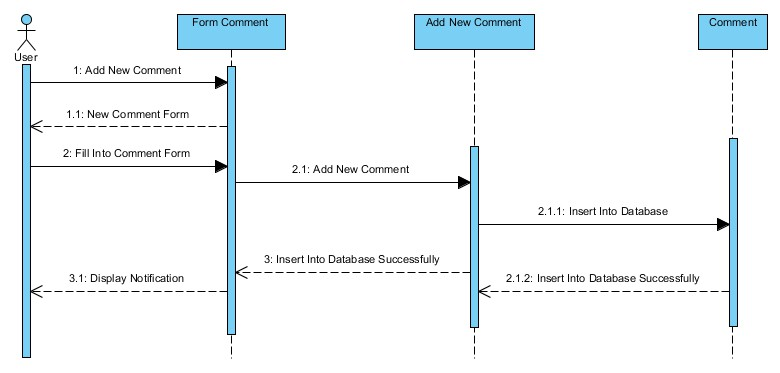 Form Comment
Add New Comment
Comment
User
1: Add New Comment
1.1: New Comment Form
2: Fill Into Comment Form
2.1: Add New Comment
2.1.1: Insert Into Database
3: Insert Into Database Successfully
3.1: Display Notification
2.1.2: Insert Into Database Successfully